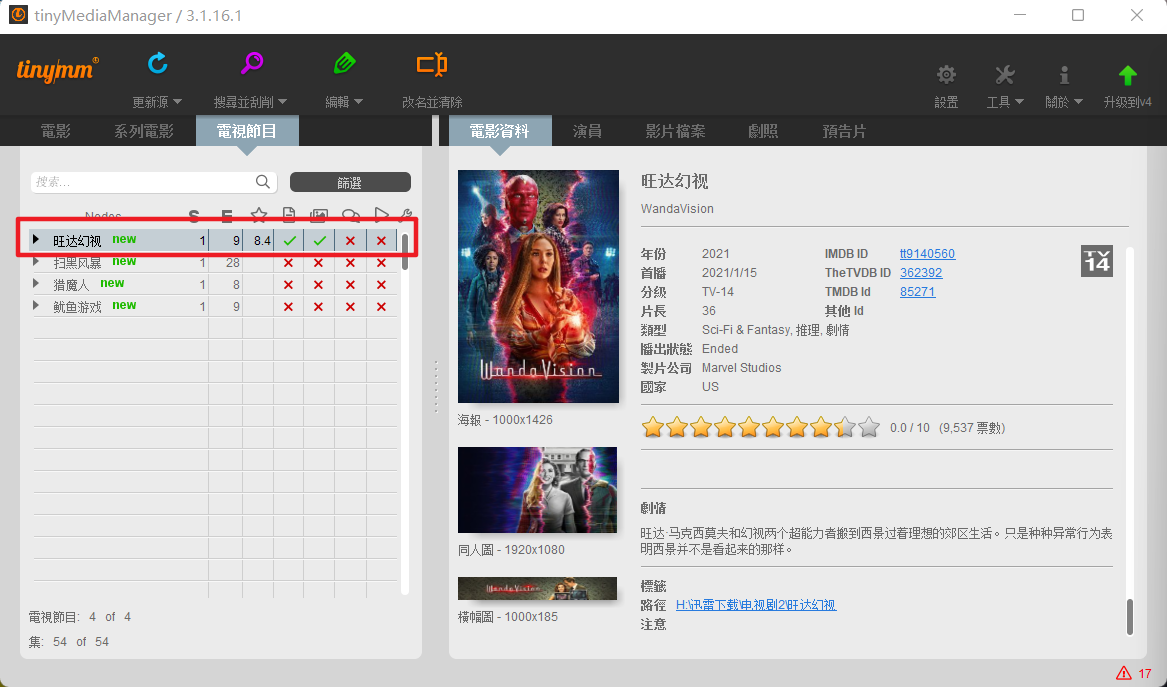 tinyMediaManager / 3.1.16.1
tinymm®
更新源
搜尋並刮削
編輯
改名並清除
設置
工具
關於
升级到v4
電影
系列電影
電視節目
電影資料
演員
影片檔案
劇照
預告片
搜索...
篩選
Nodes
S
E
旺达幻视 new 1 9 8.4
扫黑风暴 new 1 28
猎魔人 new 1 8
鱿鱼游戏 new 1 9
電視節目: 4 of 4
集: 54 of 54
WandaVision
海報 - 1000x1426
同人圖 - 1920x1080
WandaVision
橫幅圖 - 1000x185
旺达幻视
WandaVision
年份 2021 IMDB ID tt9140560
首播 2021/1/15 TheTVDB ID 362392
分級 TV-14 TMDB Id 85271
片長 36 其他 Id
類型 Sci-Fi & Fantasy, 推理, 劇情
播出狀態 Ended
製片公司 Marvel Studios
國家 US
TV
14
0.0 / 10 (9,537 票數)
劇情
旺达·马克西莫夫和幻视两个超能力者搬到西景过着理想的郊区生活。只是种种异常行为表
明西景并不是看起来的那样。
標籤
路徑 H:\迅雷下载\电视剧2\旺达幻视
注意
17